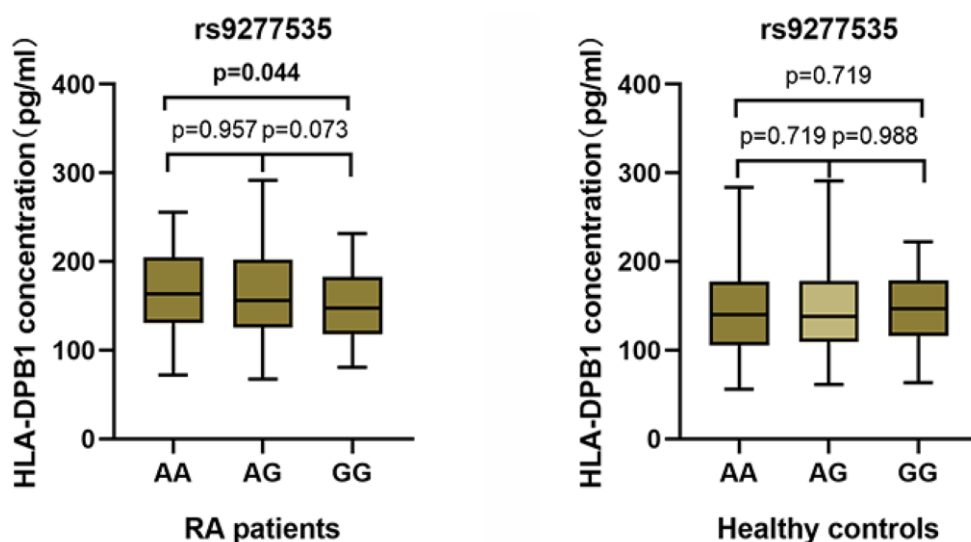 rs9277535
p=0.044
p=0.957 p=0.073
HLA-DPB1 concentration（pg/ml）
400
300
200
100
0
AA AG GG
RA patients
rs9277535
p=0.719
p=0.719 p=0.988
HLA-DPB1 concentration（pg/ml）
400
300
200
100
0
AA AG GG
Healthy controls